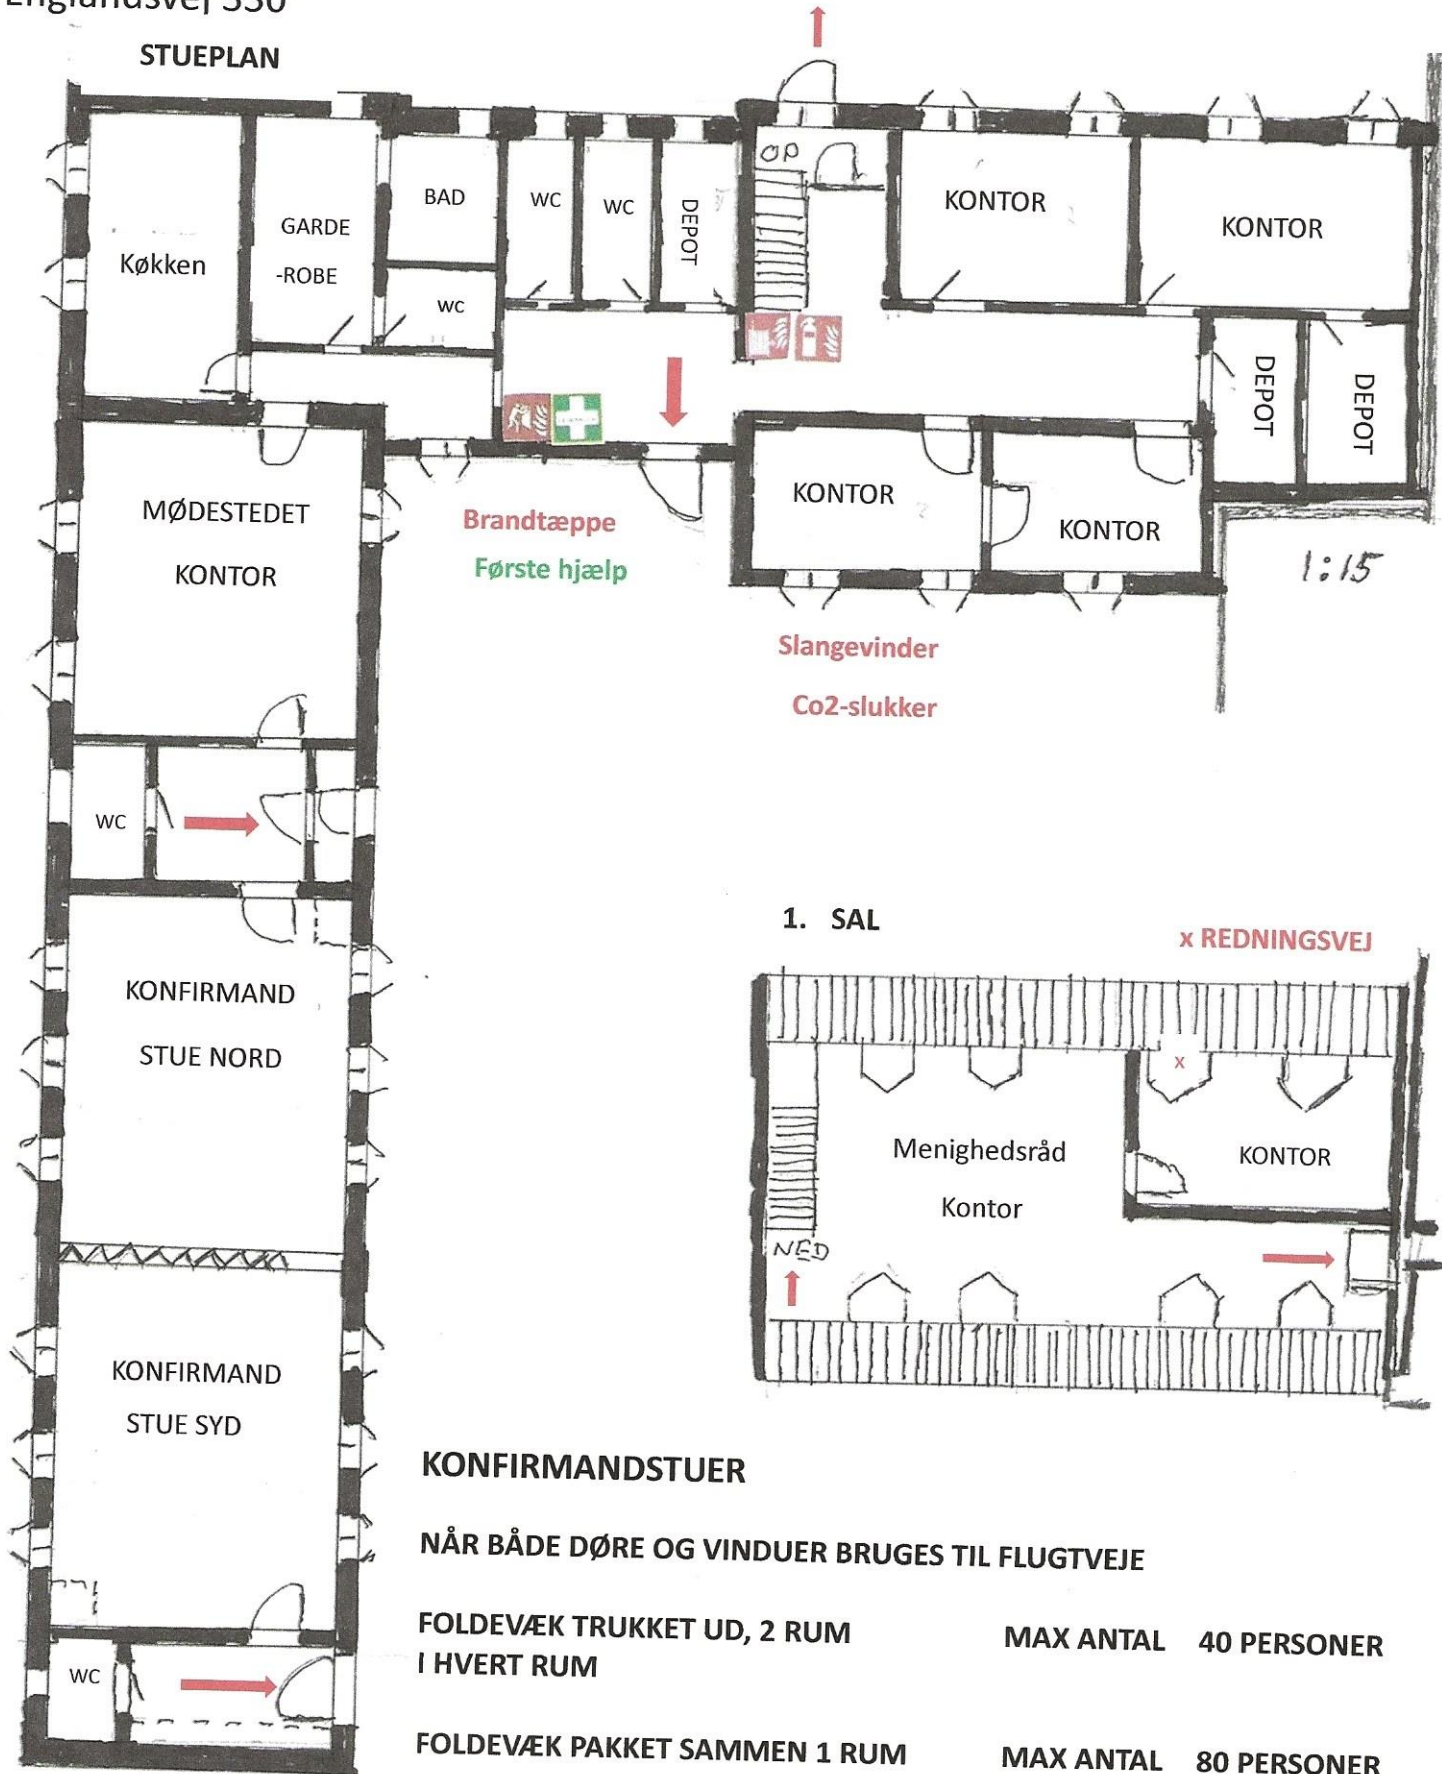 Englandsvej 330
STUEPLAN
OP
Køkken
GARDE
-ROBE
BAD
WC
WC
WC
DEPOT
KONTOR
KONTOR
DEPOT
DEPOT
KONTOR
KONTOR
1:15
MØDESTEDET
KONTOR
Brandtæppe
Første hjælp
Slangevinder
Co2-slukker
WC
KONFIRMAND
STUE NORD
KONFIRMAND
STUE SYD
WC
1. SAL
x REDNINGSVEJ
x
Menighedsråd
Kontor
KONTOR
NED
KONFIRMANDSTUER
NÅR BÅDE DØRE OG VINDUER BRUGES TIL FLUGTVEJE
FOLDEVÆK TRUKKET UD, 2 RUM MAX ANTAL 40 PERSONER
I HVERT RUM
FOLDEVÆK PAKKET SAMMEN 1 RUM MAX ANTAL 80 PERSONER